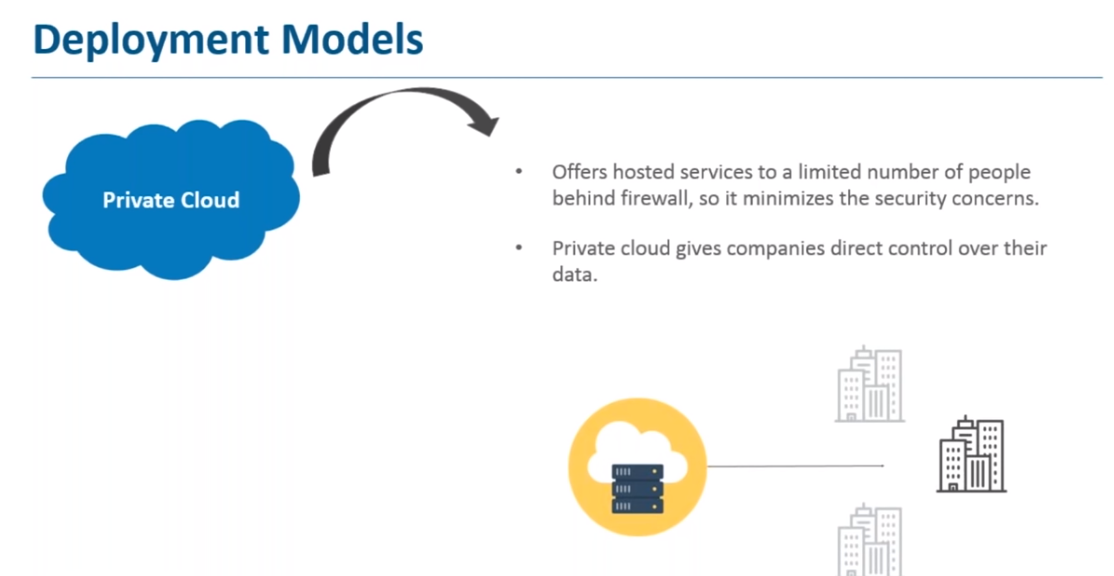 Deployment Models
Private Cloud
• Offers hosted services to a limited number of people
behind firewall, so it minimizes the security concerns.
• Private cloud gives companies direct control over their
data.